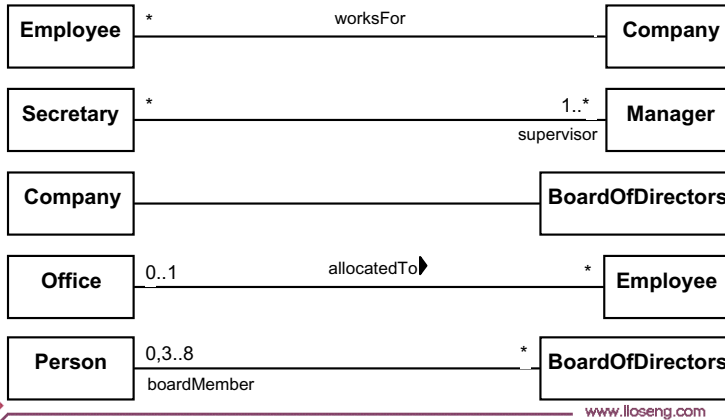 Employee * worksFor Company
Secretary * 1..* Manager
supervisor
Company BoardOfDirectors
Office 0..1 allocatedTo * Employee
Person 0,3..8 * BoardOfDirectors
boardMember
www.lloseng.com